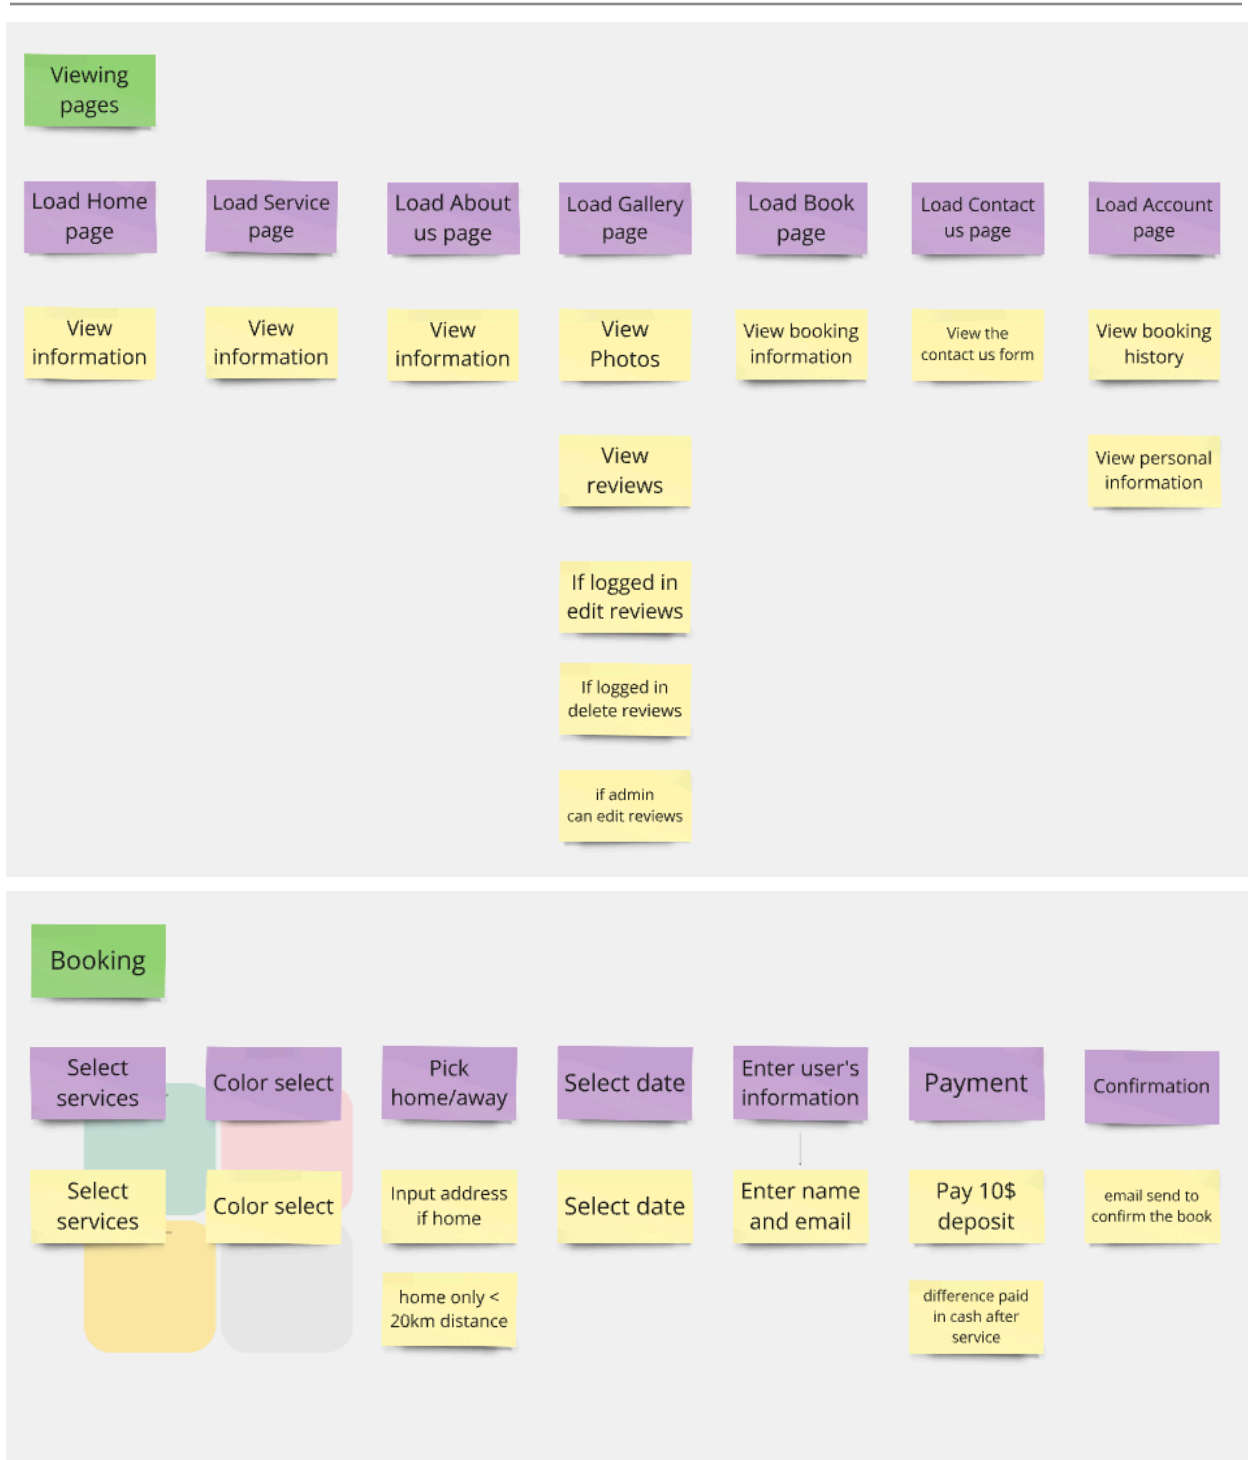 Viewing
pages
Load Home
page
Load Service
page
Load About
us page
Load Gallery
page
Load Book
page
Load Contact
us page
Load Account
page
View
information
View
information
View
information
View
Photos
View booking
information
View the
contact us form
View booking
history
View
reviews
View personal
information
If logged in
edit reviews
If logged in
delete reviews
if admin
can edit reviews
Booking
Select
services
Color select
Pick
home/away
Select date
Enter user's
information
Payment
Confirmation
Select
services
Color select
Input address
if home
Select date
Enter name
and email
Pay 10$
deposit
email send to
confirm the book
home only <
20km distance
difference paid
in cash after
service